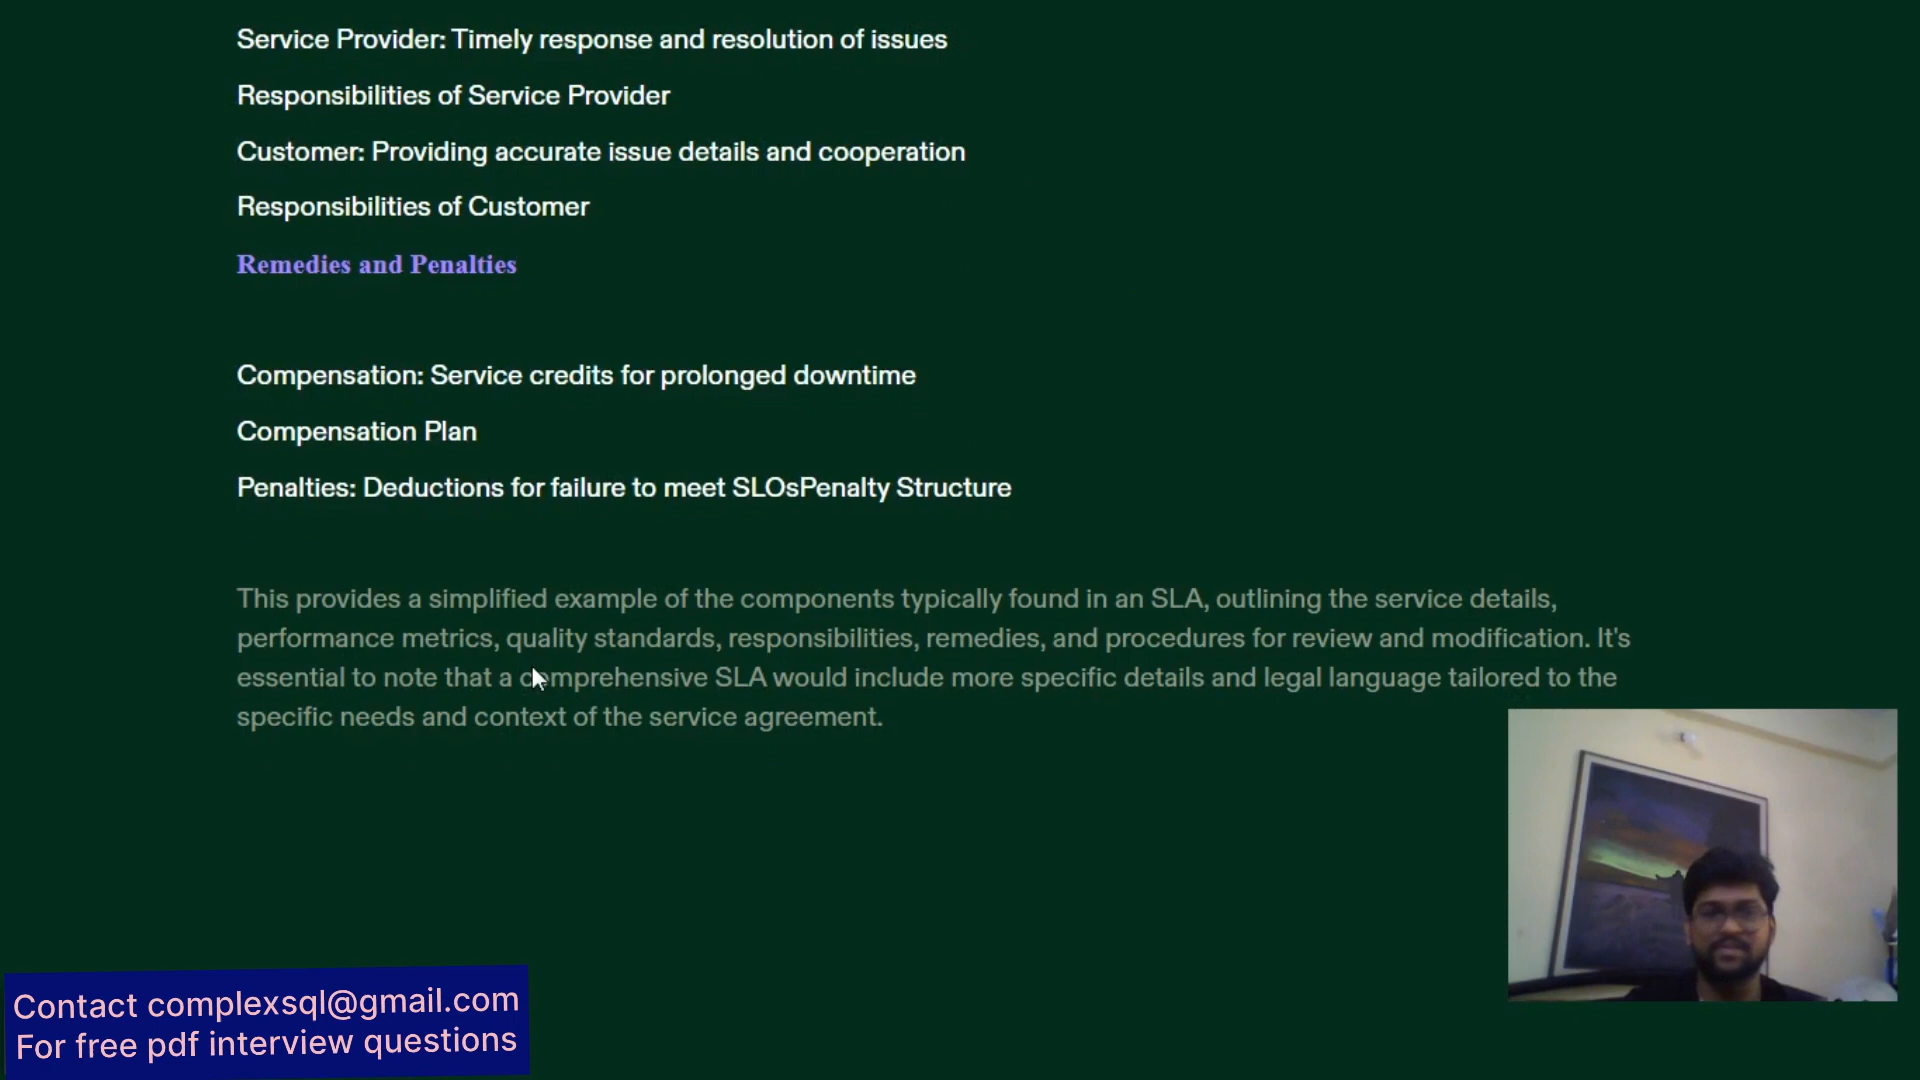 Service Provider: Timely response and resolution of issues
Responsibilities of Service Provider
Customer: Providing accurate issue details and cooperation
Responsibilities of Customer
Remedies and Penalties
Compensation: Service credits for prolonged downtime
Compensation Plan
Penalties: Deductions for failure to meet SLOsPenalty Structure
This provides a simplified example of the components typically found in an SLA, outlining the service details,
performance metrics, quality standards, responsibilities, remedies, and procedures for review and modification. It's
essential to note that a comprehensive SLA would include more specific details and legal language tailored to the
specific needs and context of the service agreement.
Contact complexsql@gmail.com
For free pdf interview questions